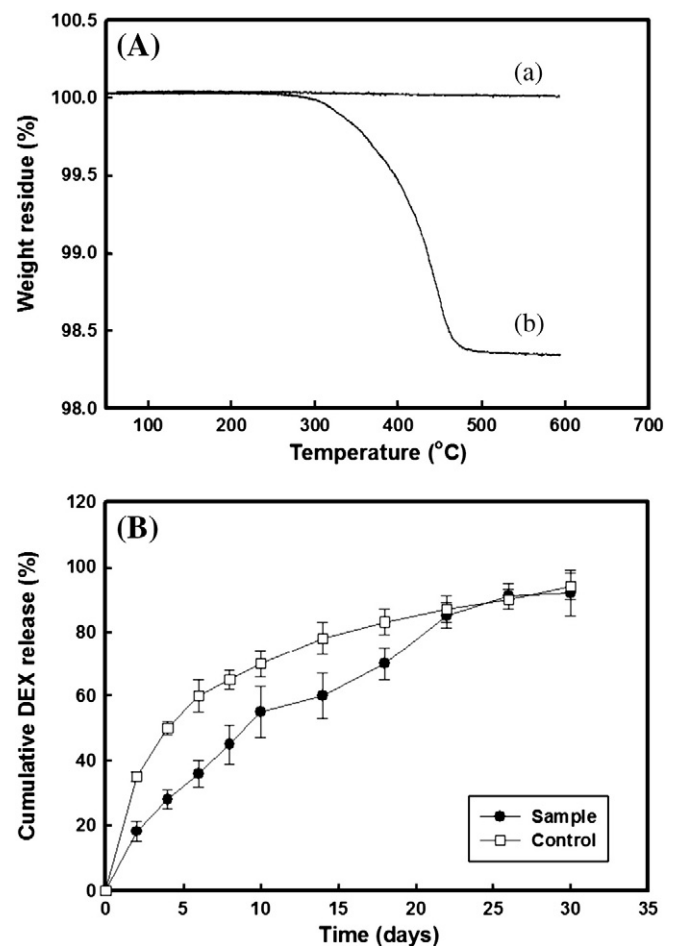 (A)
(a)
(b)
Weight residue (%)
100.5
100.0
99.5
99.0
98.5
98.0
100 200 300 400 500 600 700
Temperature (°C)
(B)
Cumulative DEX release (%)
120
100
80
60
40
20
0
Sample
Control
0 5 10 15 20 25 30 35
Time (days)